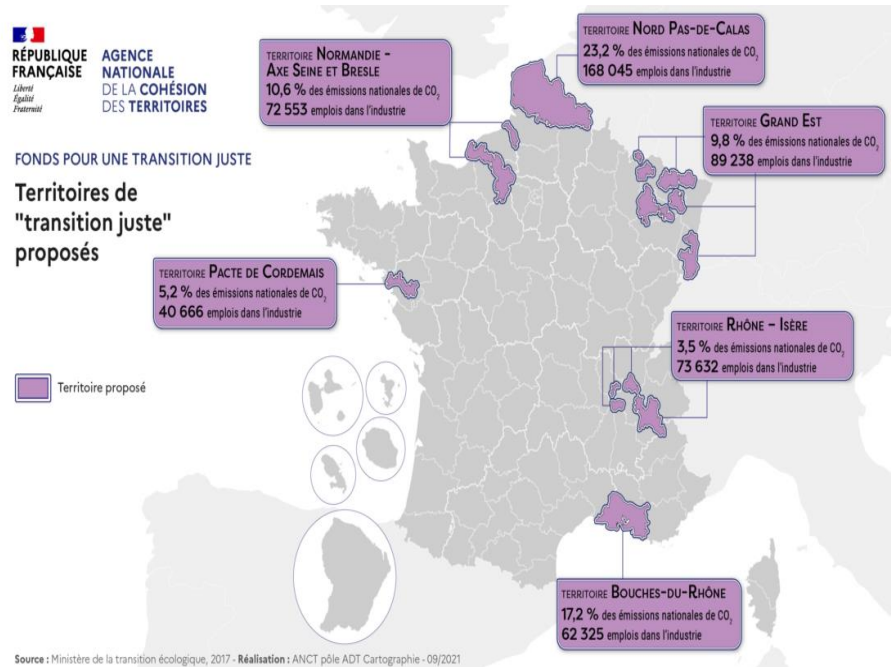 RÉPUBLIQUE
FRANÇAISE
Liberté
Égalité
Fraternité
AGENCE
NATIONALE
DE LA COHÉSION
DES TERRITOIRES
FONDS POUR UNE TRANSITION JUSTE
Territoires de
"transition juste"
proposés
TERRITOIRE NORMANDIE -
AXE SEINE ET BRESLE
10,6 % des émissions nationales de CO₂
72 553 emplois dans l'industrie
TERRITOIRE NORD PAS-DE-CALAS
23,2 % des émissions nationales de CO₂
168 045 emplois dans l'industrie
TERRITOIRE GRAND EST
9,8 % des émissions nationales de CO₂
89 238 emplois dans l'industrie
TERRITOIRE PACTE DE CORDEMAIS
5,2 % des émissions nationales de CO₂
40 666 emplois dans l'industrie
TERRITOIRE RHÔNE – ISÈRE
3,5 % des émissions nationales de CO₂
73 632 emplois dans l'industrie
Territoire proposé
TERRITOIRE BOUCHES-DU-RHÔNE
17,2 % des émissions nationales de CO₂
62 325 emplois dans l'industrie
Source : Ministère de la transition écologique, 2017 - Réalisation : ANCT pôle ADT Cartographie - 09/2021